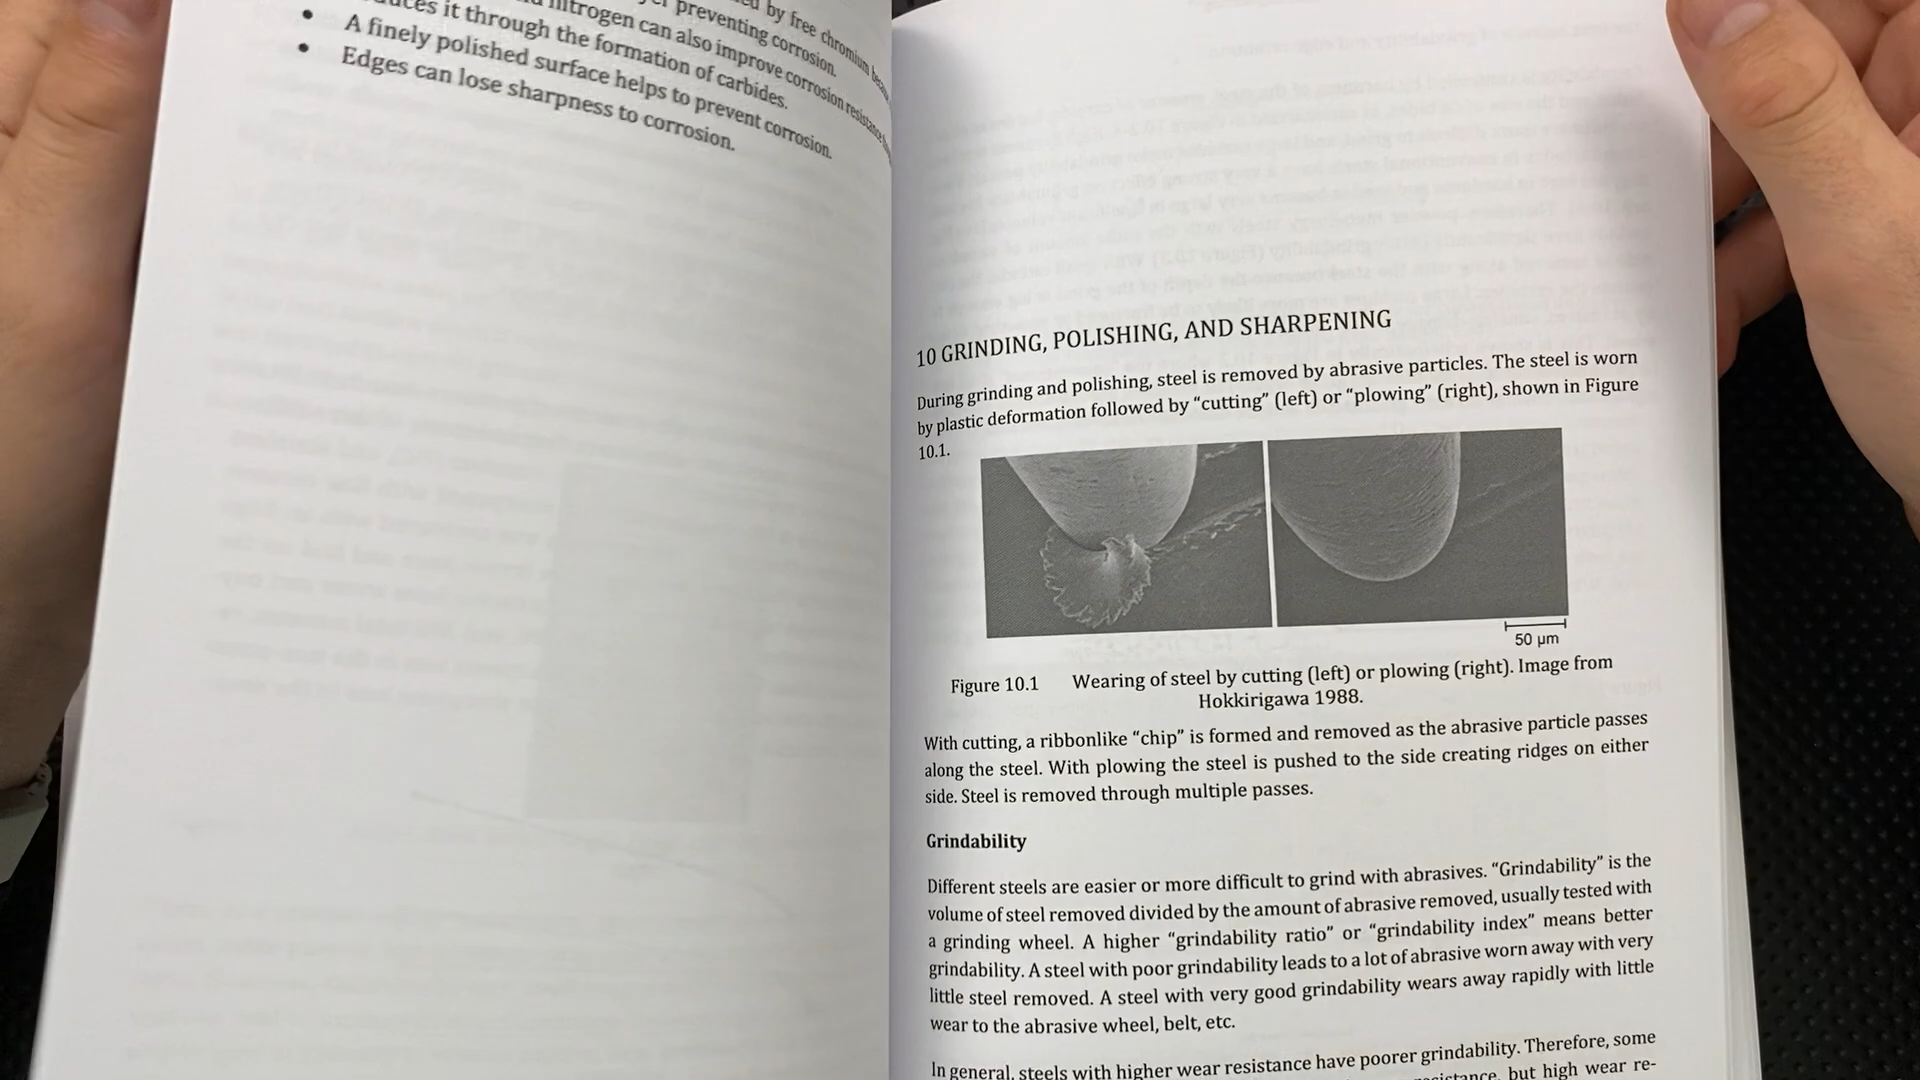 ed by free chromium
preventing corrosion.
nitrogen can also improve corrosion resistance
it through the formation of carbides.
• A finely polished surface helps to prevent corrosion.
• Edges can lose sharpness to corrosion.
10 GRINDING, POLISHING, AND SHARPENING
During grinding and polishing, steel is removed by abrasive particles. The steel is worn
by plastic deformation followed by “cutting” (left) or “plowing” (right), shown in Figure
10.1.
50 µm
Figure 10.1 Wearing of steel by cutting (left) or plowing (right). Image from
Hokkirigawa 1988.
With cutting, a ribbonlike “chip” is formed and removed as the abrasive particle passes
along the steel. With plowing the steel is pushed to the side creating ridges on either
side. Steel is removed through multiple passes.
Grindability
Different steels are easier or more difficult to grind with abrasives. “Grindability” is the
volume of steel removed divided by the amount of abrasive removed, usually tested with
a grinding wheel. A higher “grindability ratio” or “grindability index” means better
grindability. A steel with poor grindability leads to a lot of abrasive worn away with very
little steel removed. A steel with very good grindability wears away rapidly with little
wear to the abrasive wheel, belt, etc.
In general, steels with higher wear resistance have poorer grindability. Therefore, some
but high wear re-